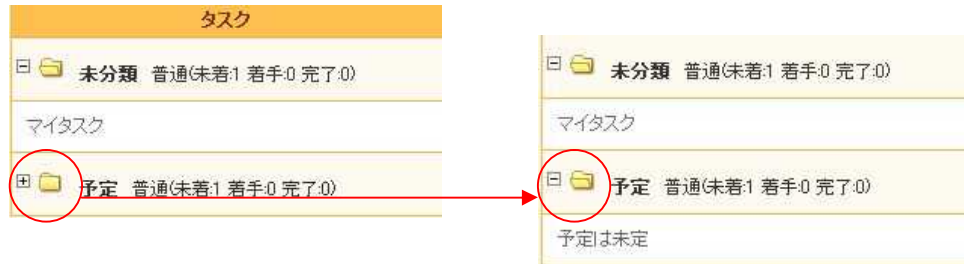 タスク
未分類 普通(未着:1 着手:0 完了:0)
マイタスク
予定 普通(未着:1 着手:0 完了:0)
未分類 普通(未着:1 着手:0 完了:0)
マイタスク
予定 普通(未着:1 着手:0 完了:0)
予定は未定